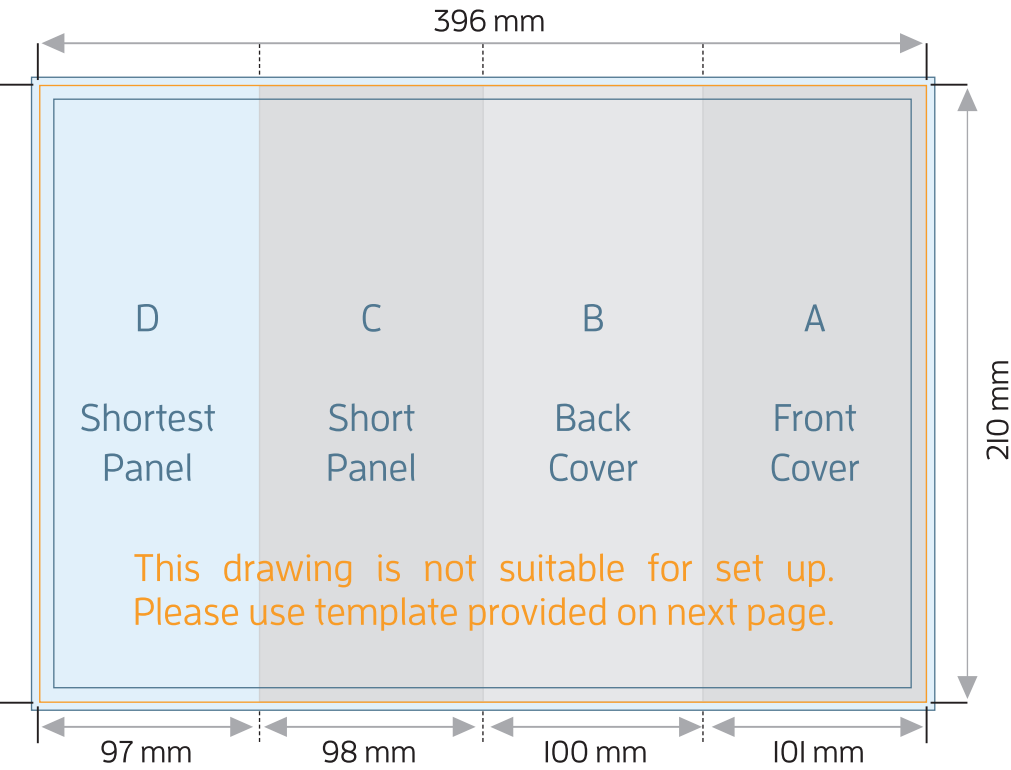 396 mm
D
C
B
A
Shortest
Panel
Short
Panel
Back
Cover
Front
Cover
210 mm
This drawing is not suitable for set up.
Please use template provided on next page.
97 mm
98 mm
100 mm
101 mm